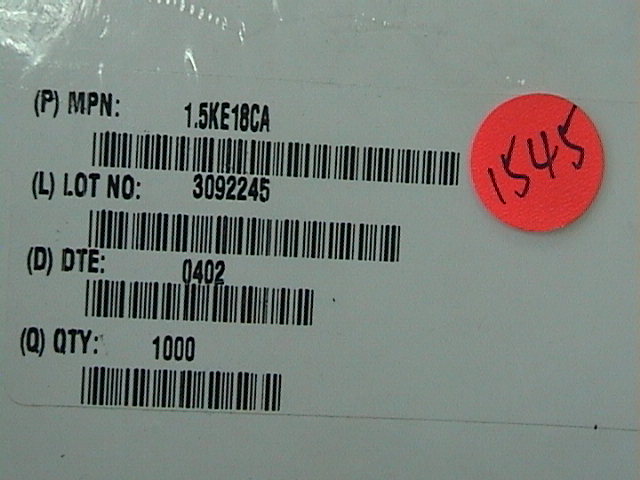 (P) MPN: 1.5KE18CA
1545
(L) LOT NO: 3092245
(D) DTE: 0402
(Q) QTY: 1000